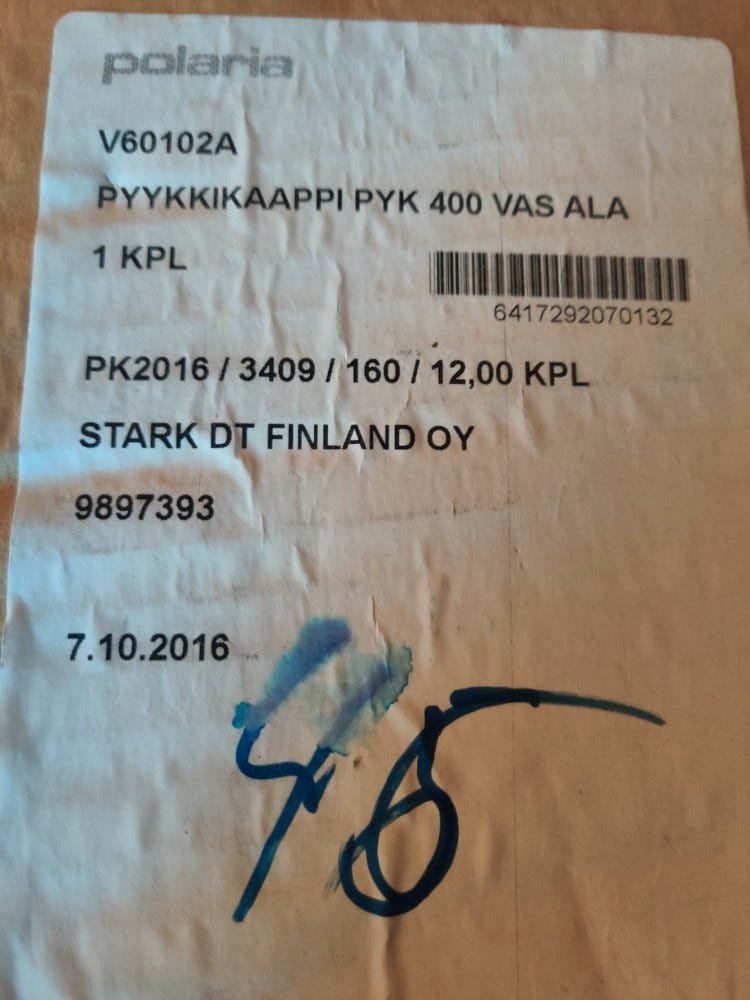 polaria
V60102A
PYYKKIKAAPPI PYK 400 VAS ALA
1 KPL
6417292070132
PK2016 / 3409 / 160 / 12,00 KPL
STARK DT FINLAND OY
9897393
7.10.2016